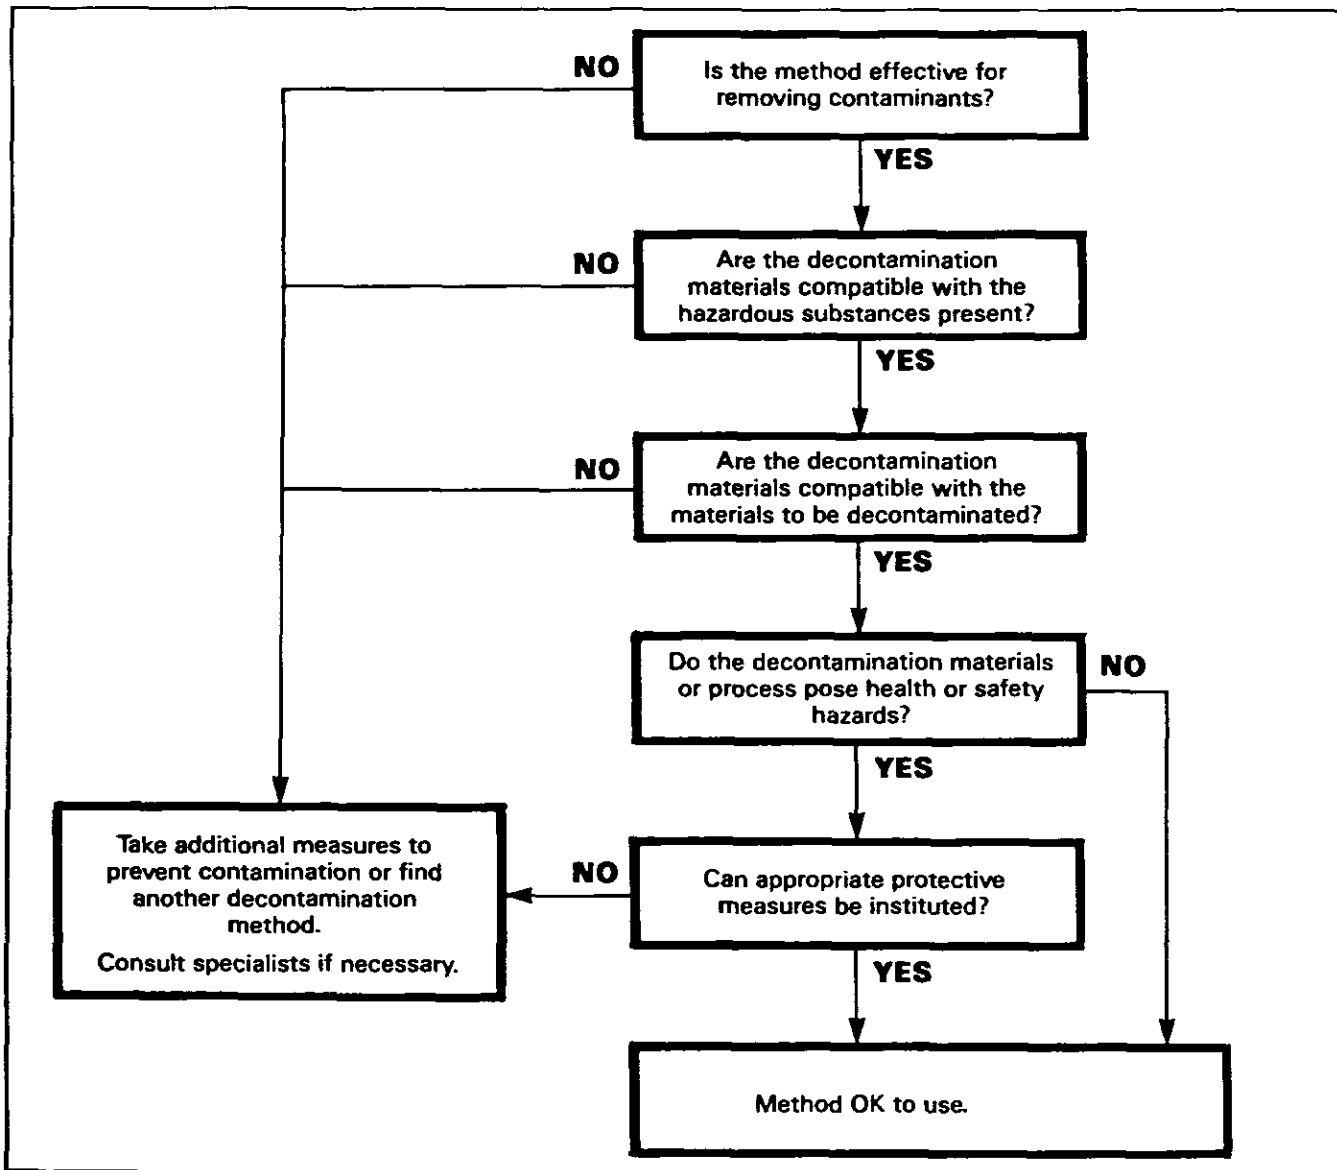 NO
Is the method effective for
removing contaminants?
YES
NO
Are the decontamination
materials compatible with the
hazardous substances present?
YES
NO
Are the decontamination
materials compatible with the
materials to be decontaminated?
YES
Do the decontamination materials
or process pose health or safety
hazards?
NO
YES
Take additional measures to
prevent contamination or find
another decontamination
method.
Consult specialists if necessary.
NO
Can appropriate protective
measures be instituted?
YES
Method OK to use.